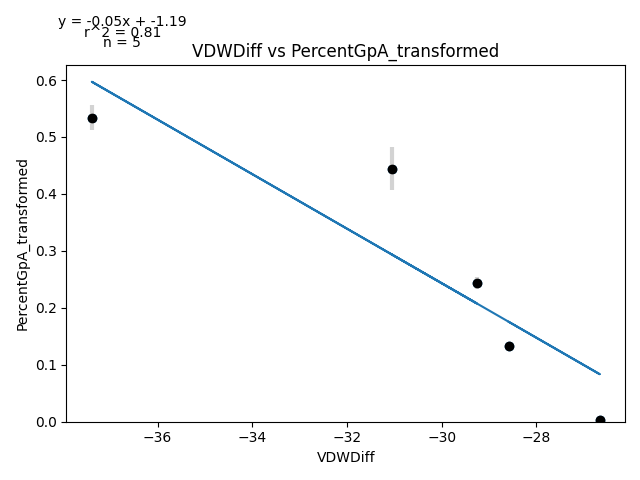 y = -0.05x + -1.19
r^2 = 0.81
n = 5
VDWDiff vs PercentGpA_transformed
PercentGpA_transformed
0.6
0.5
0.4
0.3
0.2
0.1
0.0
−36 −34 −32 −30 −28
VDWDiff